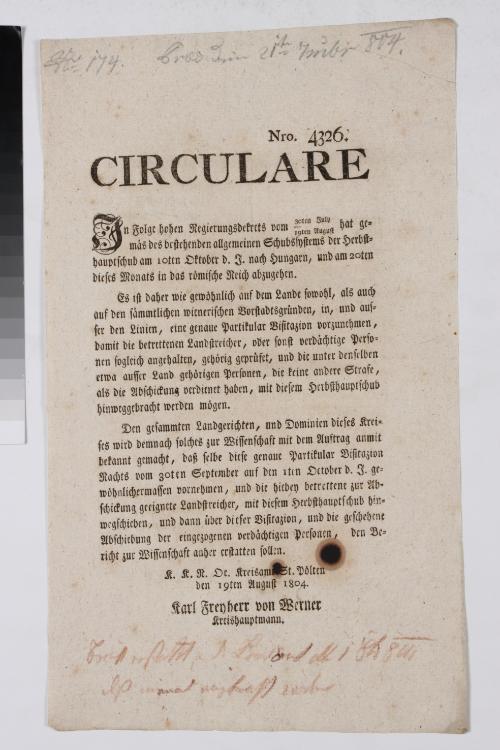 174.
804.
Nro. 4326.
CIRCULARE
In Folge hohen Regierungsdekrets vom 30ten July / 19ten August hat ge-
mäs des bestehenden allgemeinen Schubsystems der Herbst-
hauptschub am 10ten Oktober d. J. nach Hungarn, und am 20ten
dieses Monats in das römische Reich abzugehen.
Es ist daher wie gewöhnlich auf dem Lande sowohl, als auch
auf den sämmtlichen wienerischen Vorstadtsgründen, in, und auf-
ser den Linien, eine genaue Partikular Visitazion vorzunehmen,
damit die betrettenen Landstreicher, oder sonst verdächtige Perso-
nen sogleich angehalten, gehörig geprüfet, und die unter denselben
etwa ausser Land gehörigen Personen, die keine andere Strafe,
als die Abschickung verdienet haben, mit diesem Herbsthauptschub
hinweggebracht werden mögen.
Den gesammten Landgerichten, und Dominien dieses Krei-
ses wird demnach solches zur Wissenschaft mit dem Auftrag anmit
bekannt gemacht, daß selbe diese genaue Partikular Visitazion
Nachts vom 30ten September auf den 1ten October d. J. ge-
wöhnlichermassen vornehmen, und die hiebey betrettene zur Ab-
schickung geeignete Landstreicher, mit diesem Herbsthauptschub hin-
wegschieben, und dann über dieser Visitazion, und die geschehene
Abschiebung der eingezogenen verdächtigen Personen, den Be-
richt zur Wissenschaft anher erstatten sollen.
K. K. N. Oe. Kreisamt St. Pölten
den 19ten August 1804.
Karl Freyherr von Werner
Kreishauptmann.